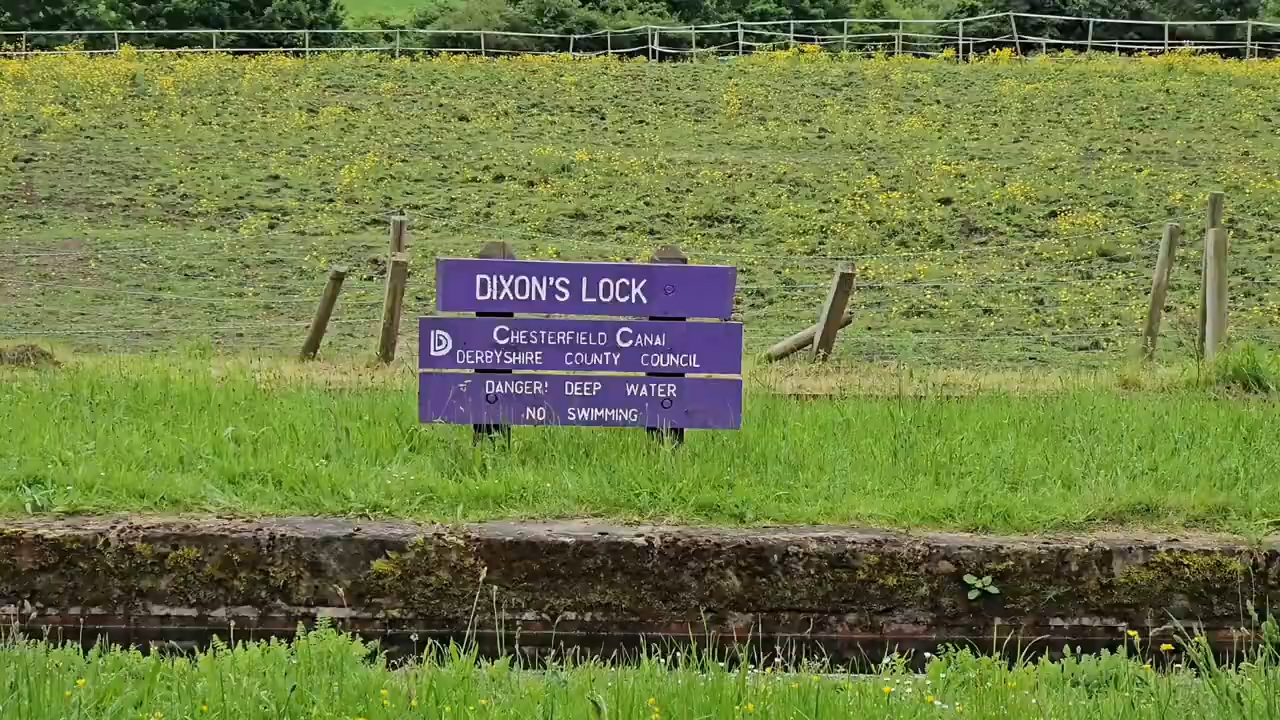 DIXON'S LOCK
CHESTERFIELD CANAL
DERBYSHIRE COUNTY COUNCIL
DANGER! DEEP WATER
NO SWIMMING